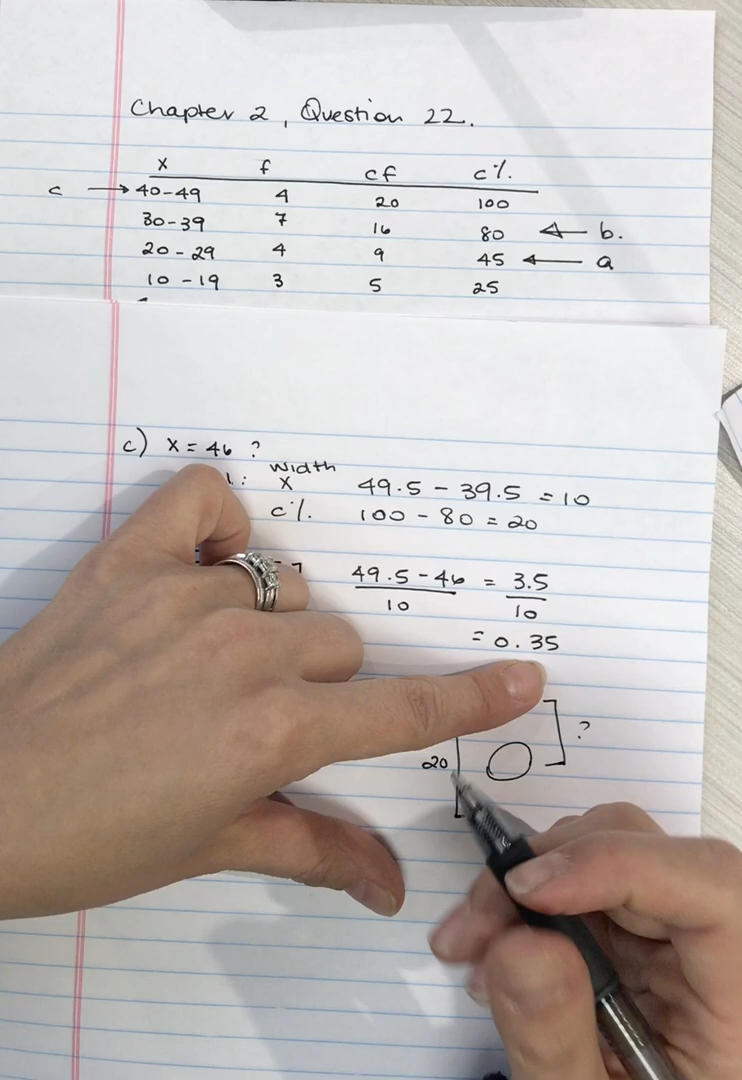 Chapter 2, Question 22.
x f cf c%.
c → 40-49 4 20 100
30-39 7 16 80 ← b.
20-29 4 9 45 ← a
10-19 3 5 25
c) x = 46 ?
width
1: x 49.5 - 39.5 = 10
c%. 100 - 80 = 20
49.5 - 46 = 3.5
10 10
= 0.35
?
20